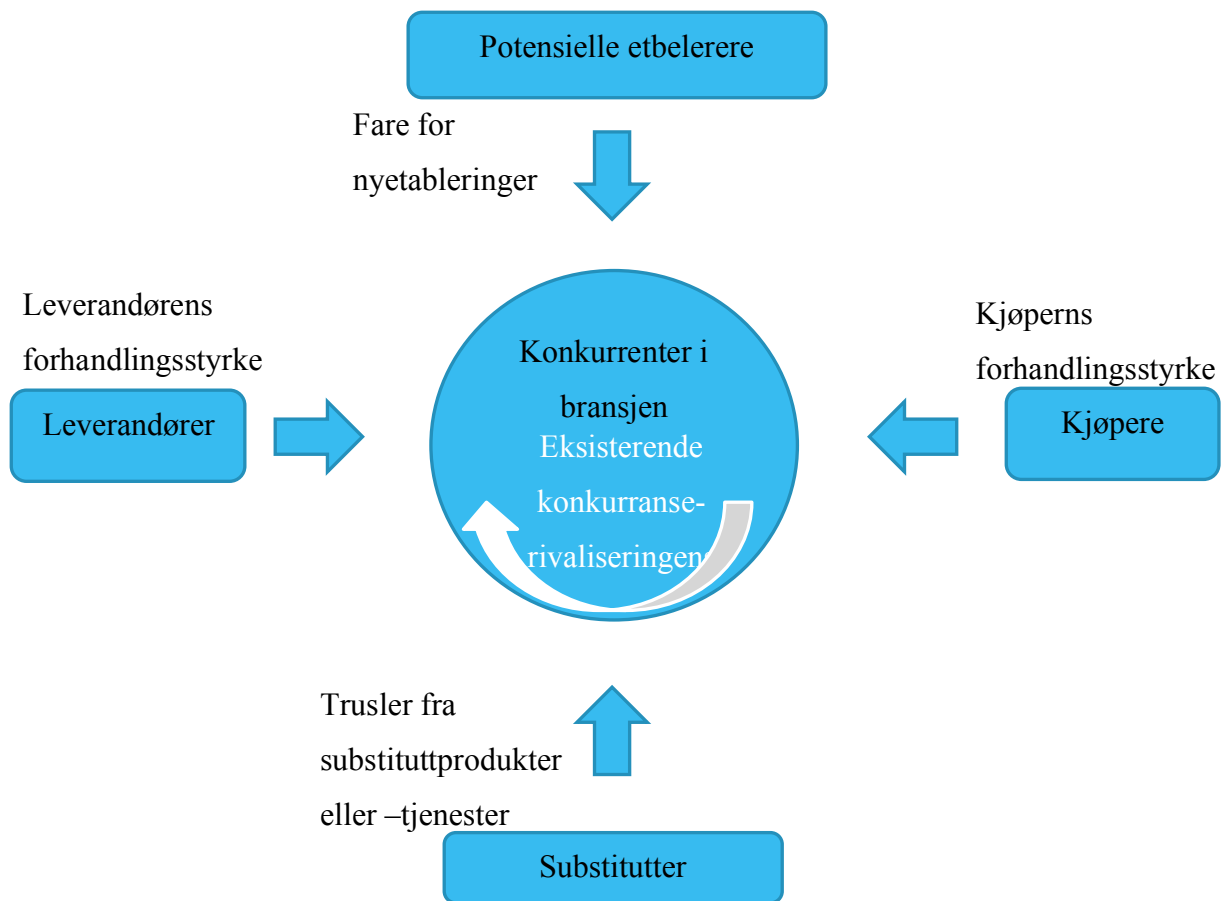 Potensielle etbelerere
Fare for
nyetableringer
Leverandørens
forhandlingsstyrke
Leverandører
Konkurrenter i
bransjen
Eksisterende
konkurranse-
rivaliseringene
Kjøperns
forhandlingsstyrke
Kjøpere
Trusler fra
substituttprodukter
eller –tjenester
Substitutter